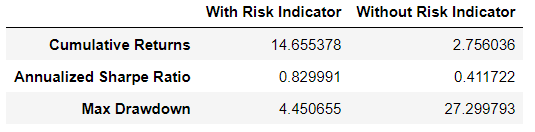 With Risk Indicator Without Risk Indicator
Cumulative Returns 14.655378 2.756036
Annualized Sharpe Ratio 0.829991 0.411722
Max Drawdown 4.450655 27.299793